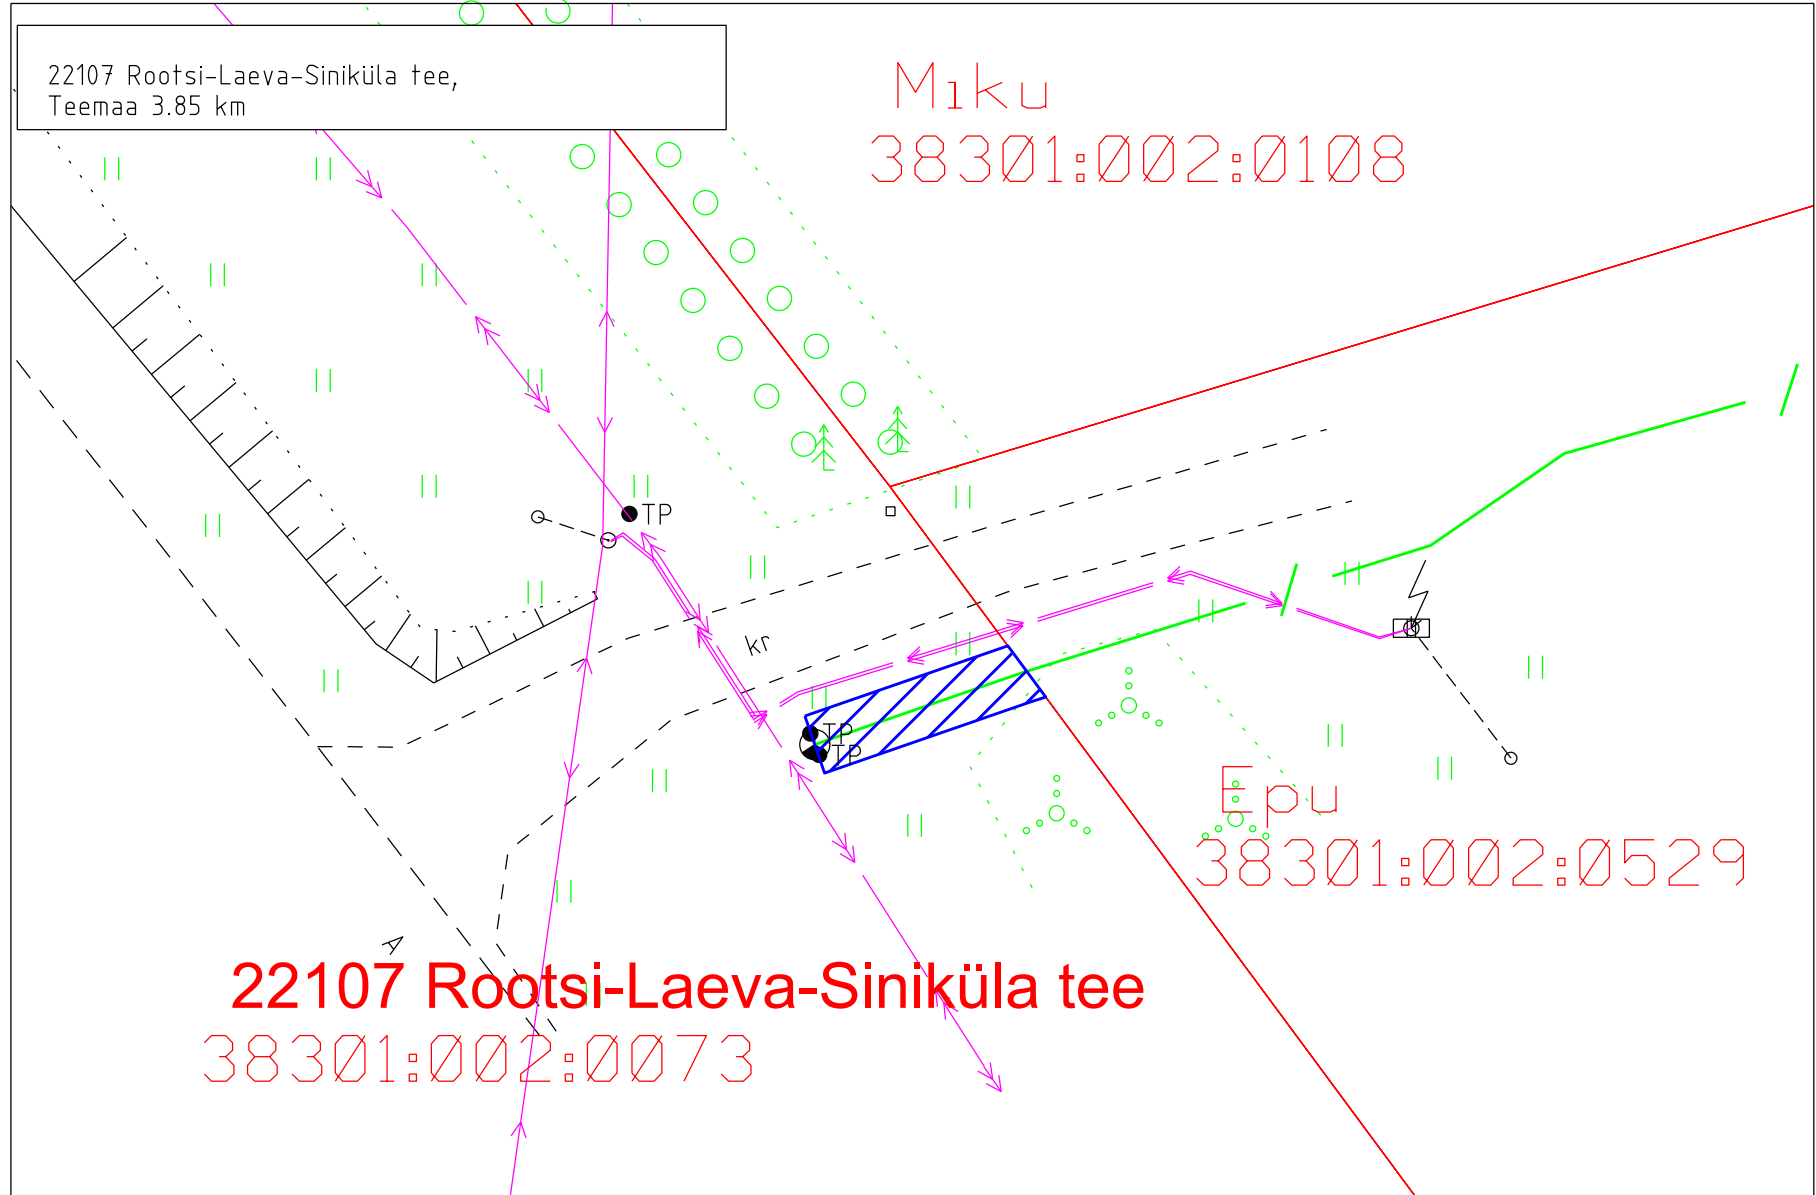 22107 Rootsi-Laeva-Siniküla tee,
Teemaa 3.85 km
Mıku
38301:002:0108
TP
kr
TP
TP
Epu
38301:002:0529
A
22107 Rootsi-Laeva-Siniküla tee
38301:002:0073